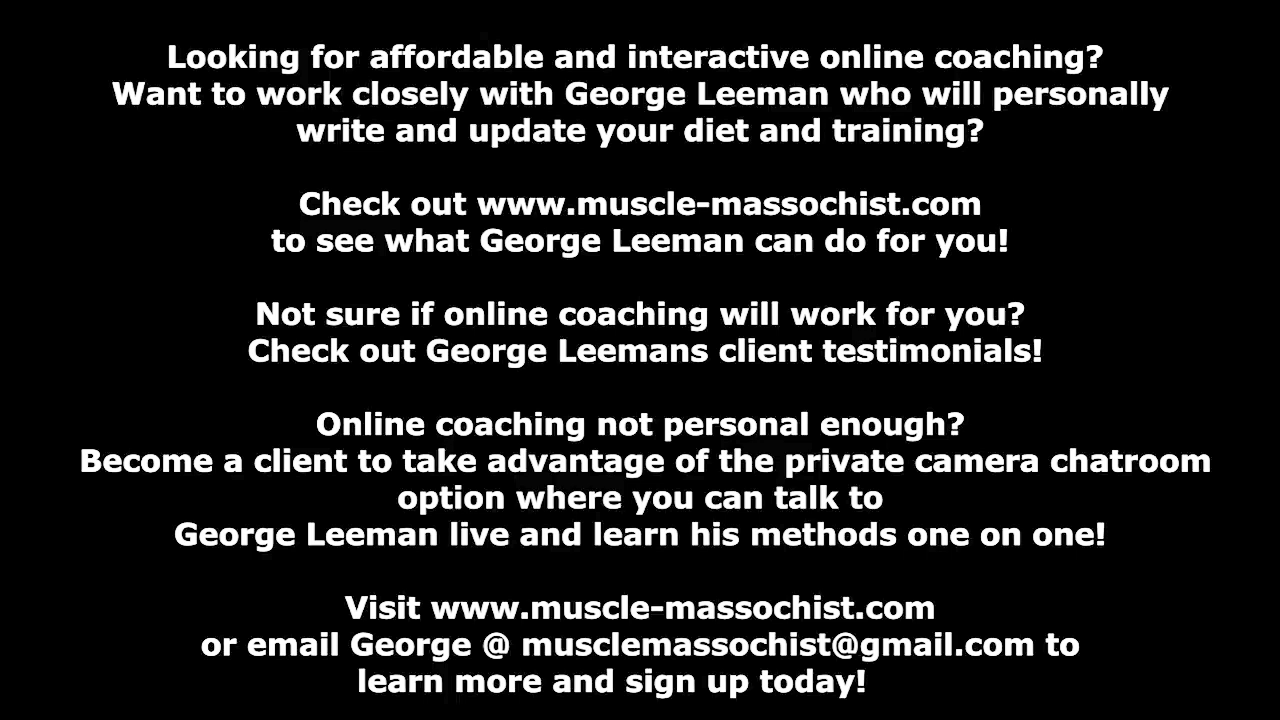 Looking for affordable and interactive online coaching?
Want to work closely with George Leeman who will personally
write and update your diet and training?
Check out www.muscle-massochist.com
to see what George Leeman can do for you!
Not sure if online coaching will work for you?
Check out George Leemans client testimonials!
Online coaching not personal enough?
Become a client to take advantage of the private camera chatroom
option where you can talk to
George Leeman live and learn his methods one on one!
Visit www.muscle-massochist.com
or email George @ musclemassochist@gmail.com to
learn more and sign up today!